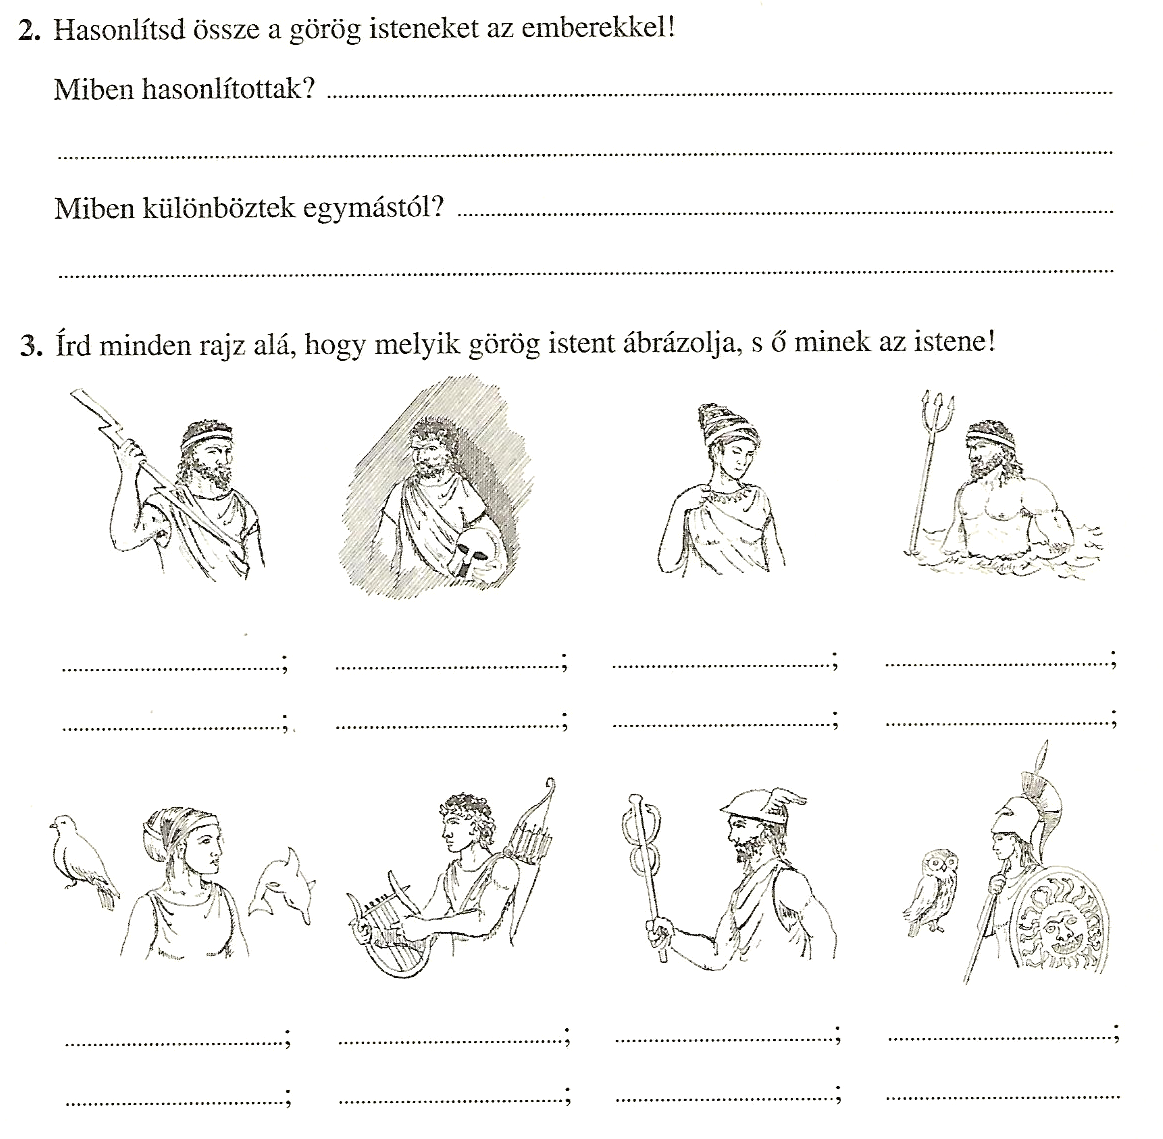 2. Hasonlítsd össze a görög isteneket az emberekkel!
Miben hasonlítottak? ........................................
........................................
Miben különböztek egymástól? ........................................
........................................
3. Írd minden rajz alá, hogy melyik görög istent ábrázolja, s ő minek az istene!
....................; ....................; ....................; ....................;
....................; ....................; ....................; ....................;
....................; ....................; ....................; ....................;
....................; ....................; ....................; ....................